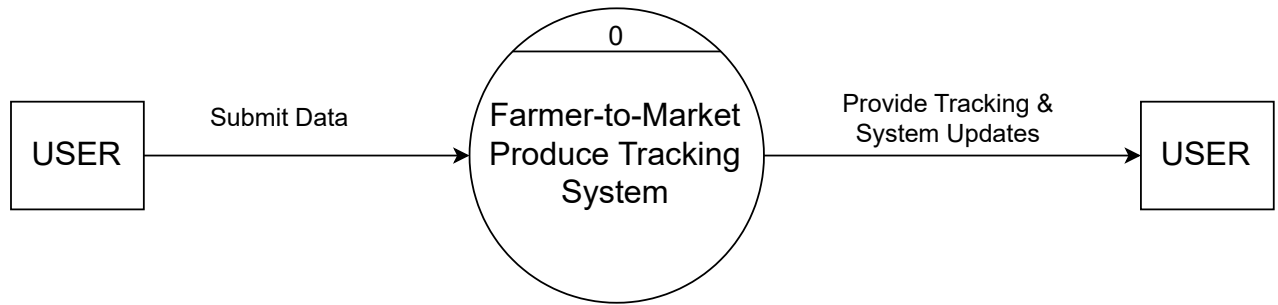 0
USER
Submit Data
Farmer-to-Market
Produce Tracking
System
Provide Tracking &
System Updates
USER